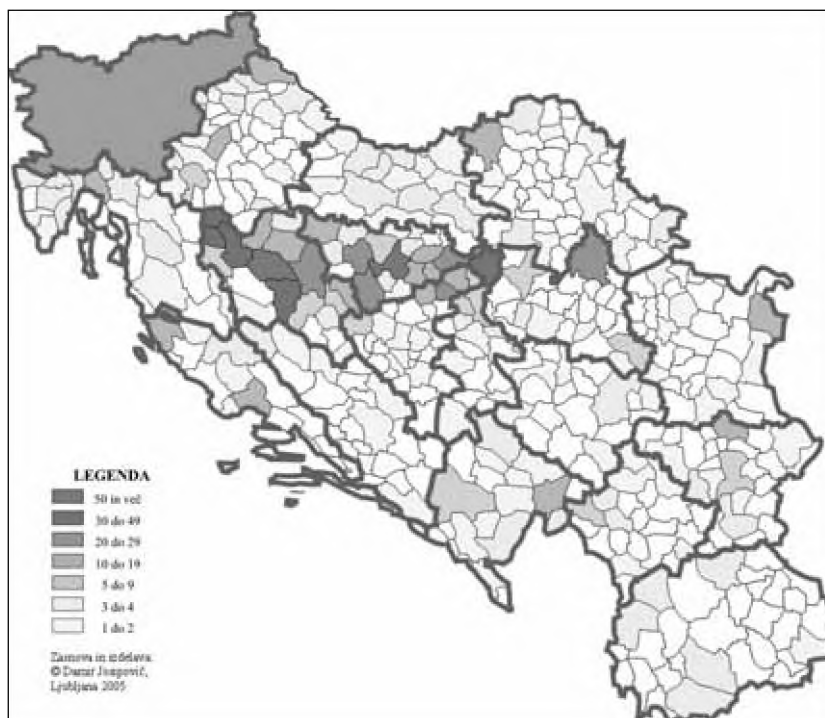 LEGENDA
50 in več
30 do 49
20 do 29
10 do 19
5 do 9
3 do 4
1 do 2
Zasnova in izdelava:
© Damir Josipovič,
Ljubljana 2005